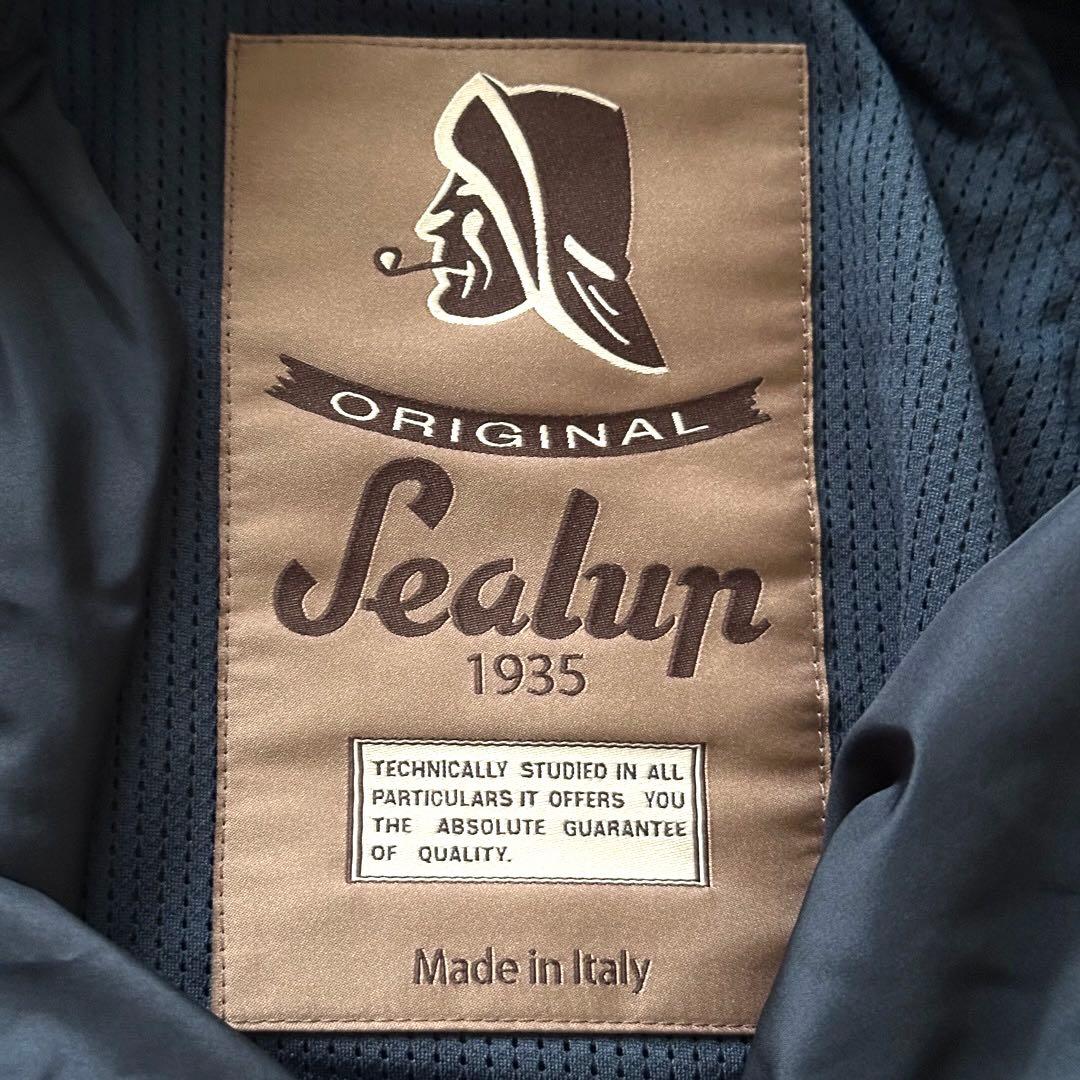 ORIGINAL
Sealup
1935
TECHNICALLY STUDIED IN ALL
PARTICULARS IT OFFERS YOU
THE ABSOLUTE GUARANTEE
OF QUALITY.
Made in Italy